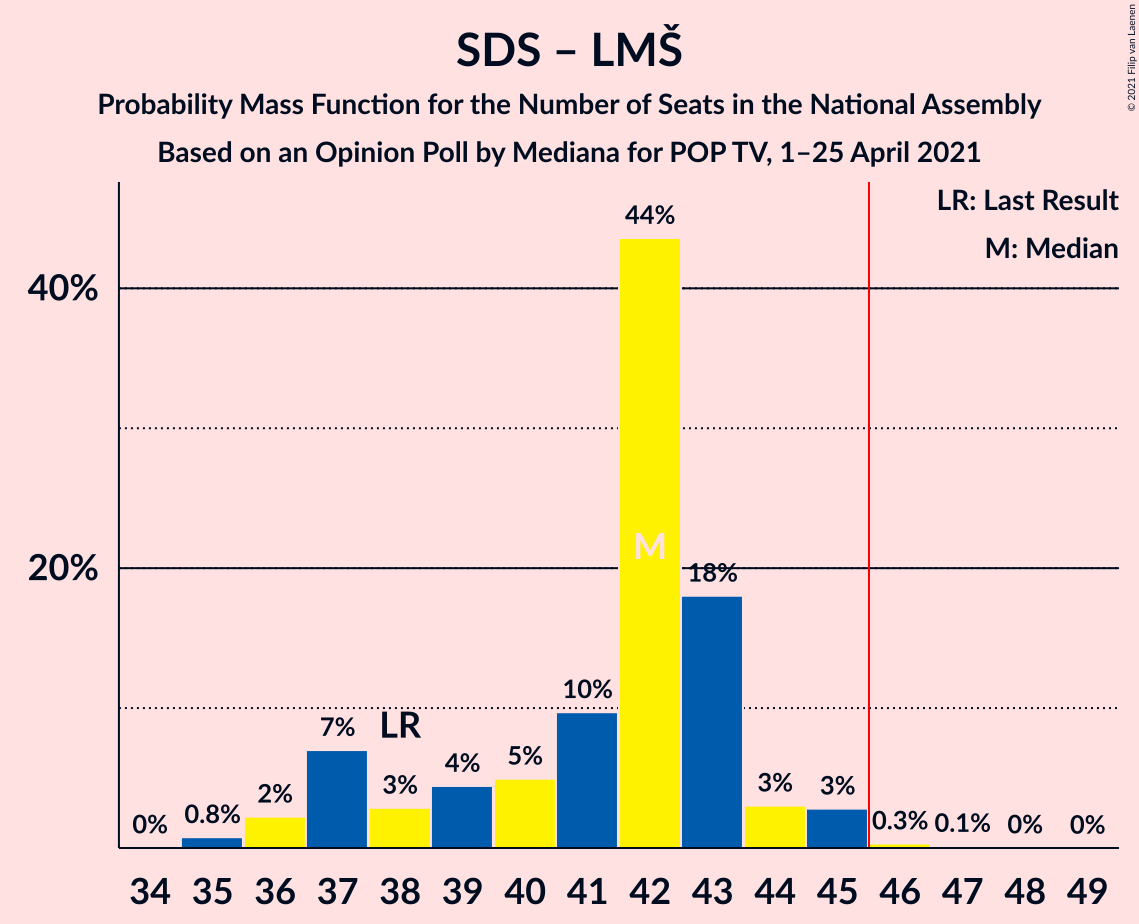 SDS – LMŠ
Probability Mass Function for the Number of Seats in the National Assembly
Based on an Opinion Poll by Mediana for POP TV, 1–25 April 2021
© 2021 Filip van Laenen
LR: Last Result
M: Median
44%
40%
M
20%
18%
10%
7%
LR
5%
4%
3%
3%
3%
2%
0.8%
0%
0.3%
0.1%
0%
0%
34 35 36 37 38 39 40 41 42 43 44 45 46 47 48 49